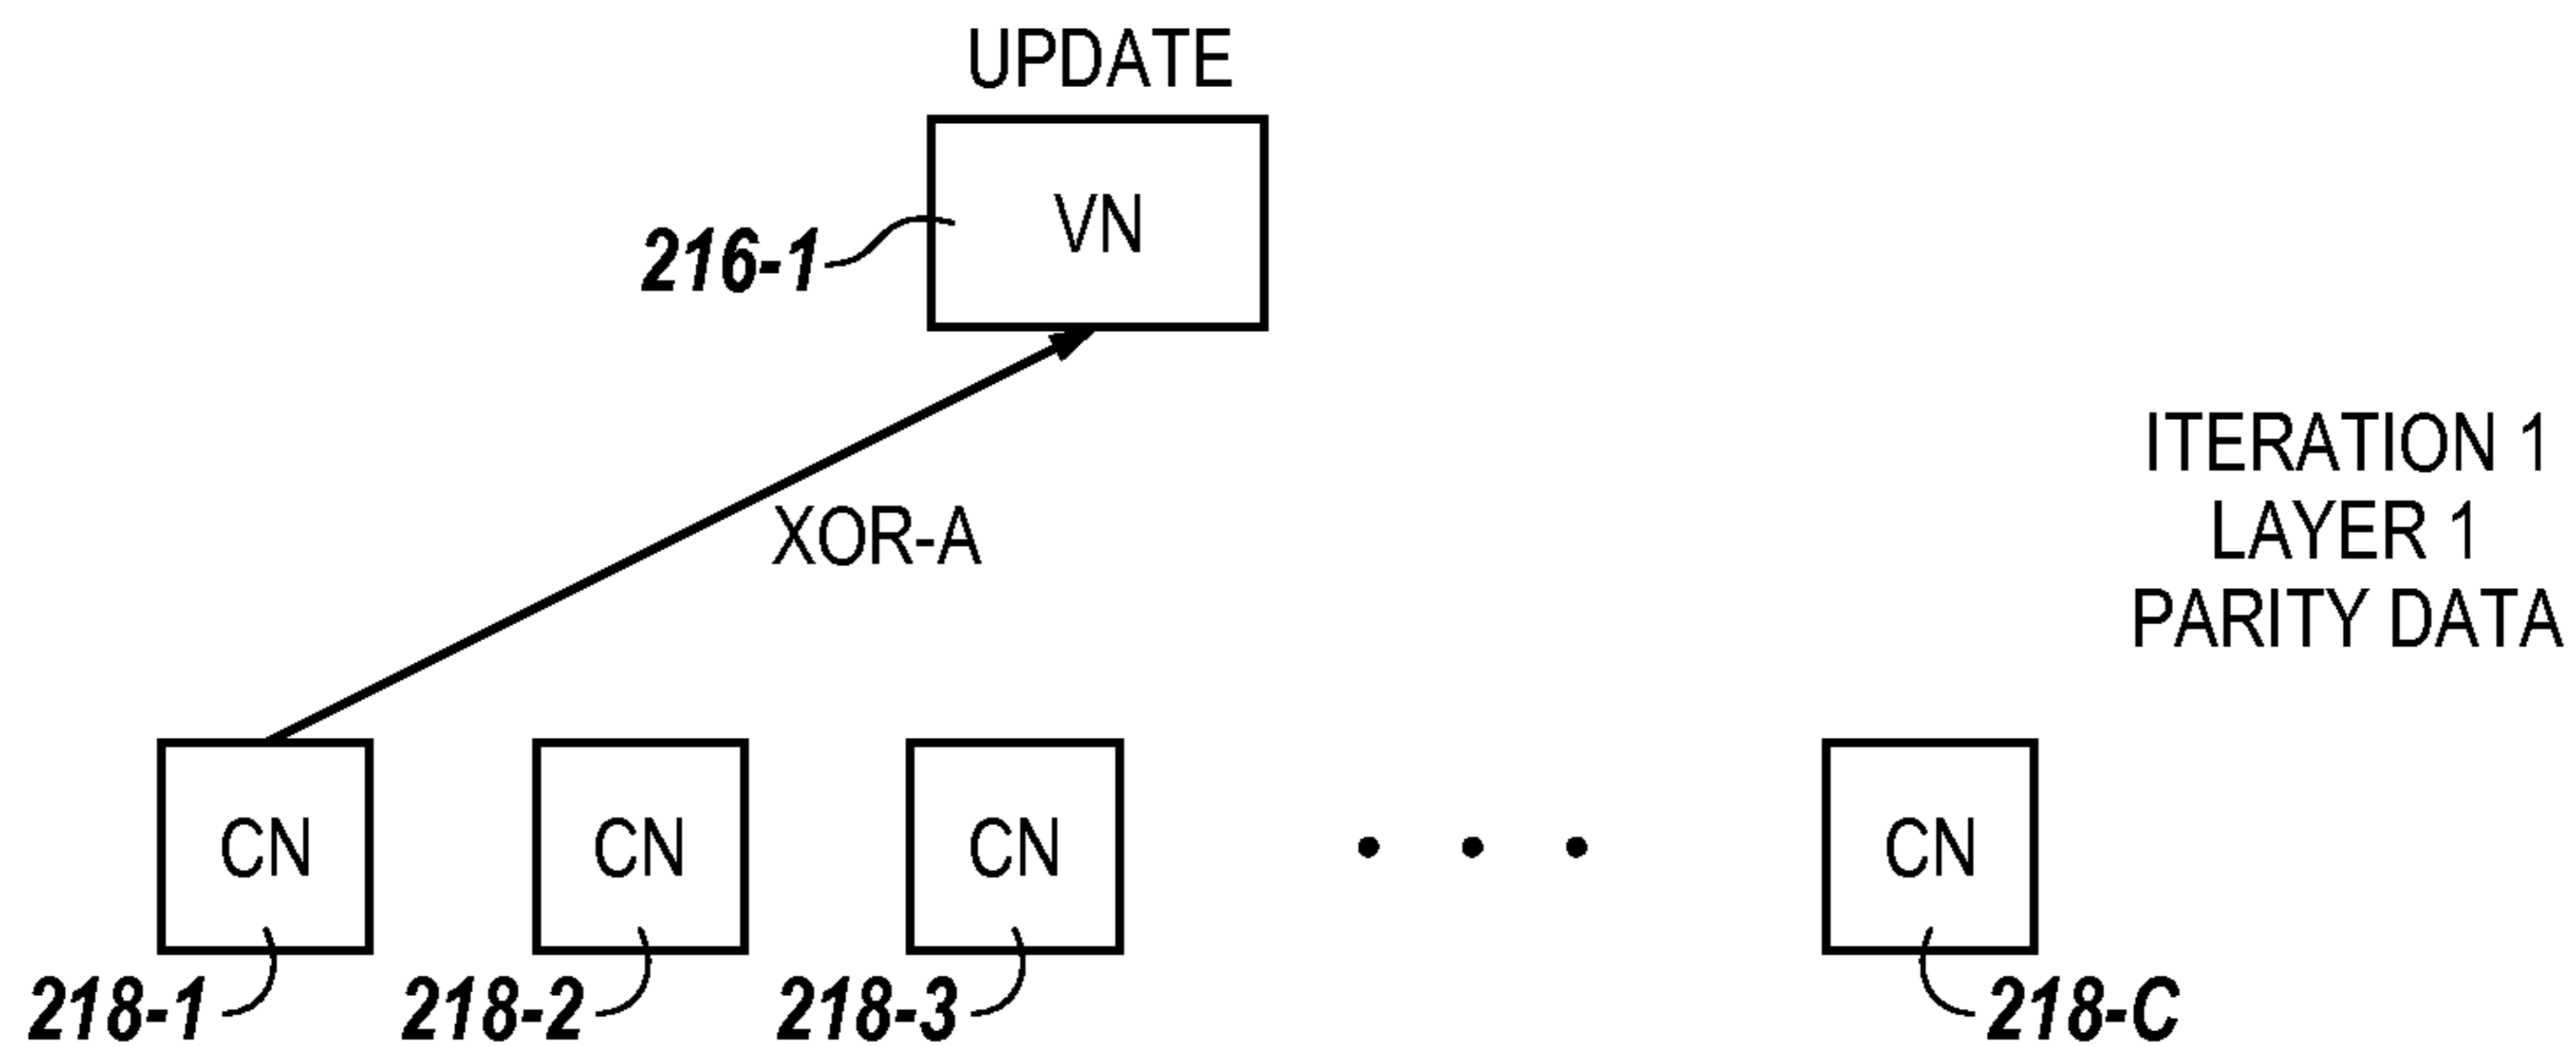 UPDATE
VN
216-1
XOR-A
ITERATION 1
LAYER 1
PARITY DATA
CN CN CN CN
218-1 218-2 218-3 218-C